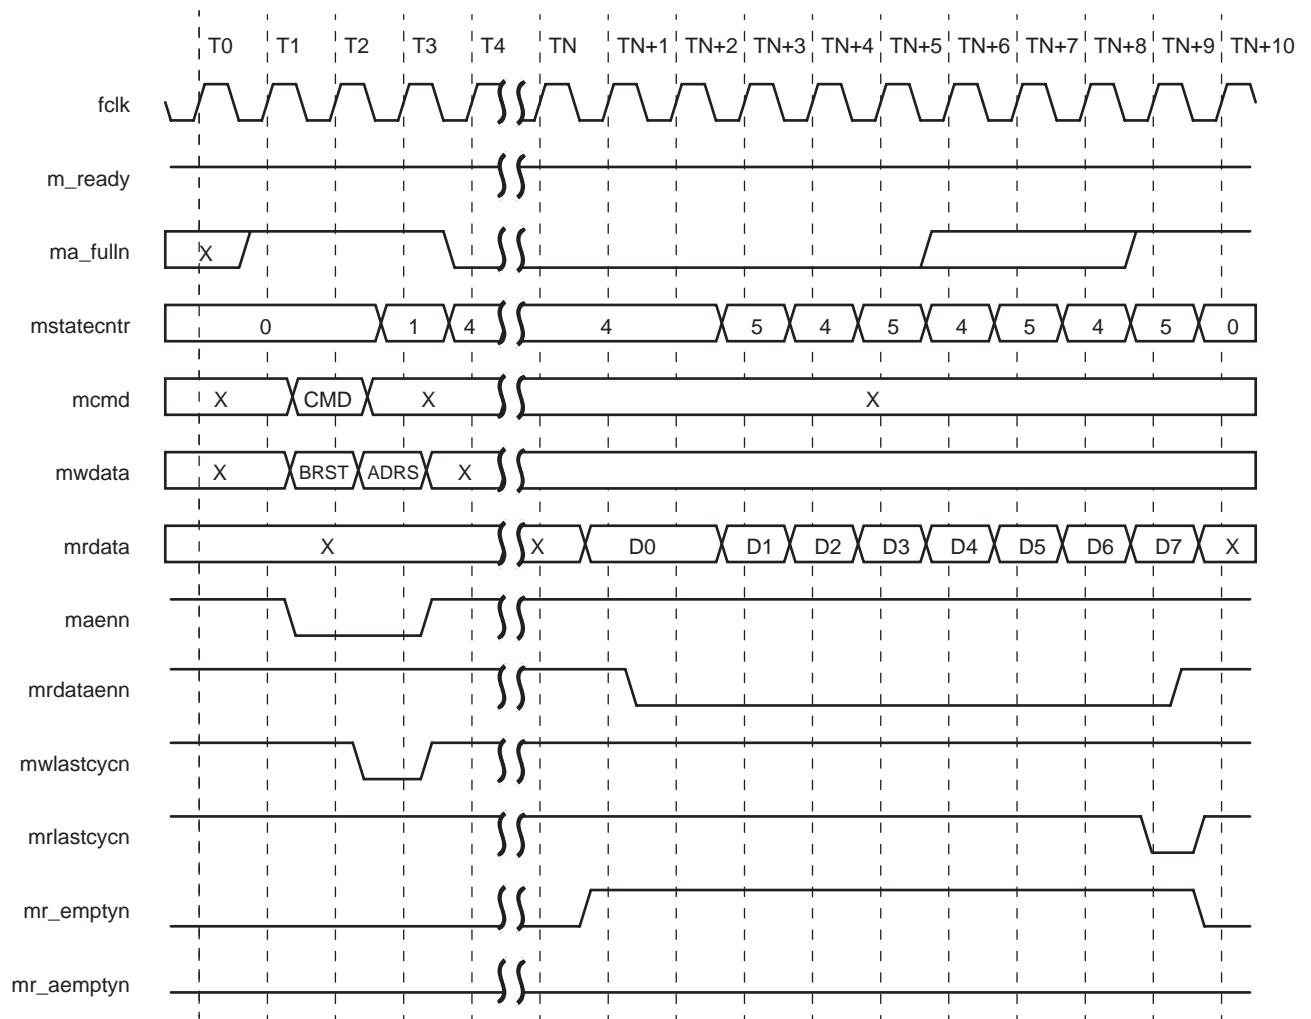 T0 T1 T2 T3 T4 TN TN+1 TN+2 TN+3 TN+4 TN+5 TN+6 TN+7 TN+8 TN+9 TN+10
fclk
m_ready
ma_fulln X
mstatecntr 0 1 4 4 5 4 5 4 5 4 5 0
mcmd X CMD X X
mwdata X BRST ADRS X
mrdata X X D0 D1 D2 D3 D4 D5 D6 D7 X
maenn
mrdataenn
mwlastcycn
mrlastcycn
mr_emptyn
mr_aemptyn